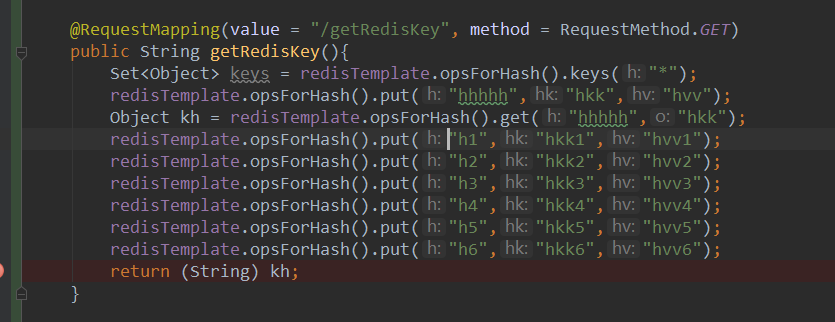 @RequestMapping(value = "/getRedisKey", method = RequestMethod.GET)
public String getRedisKey(){
Set<Object> keys = redisTemplate.opsForHash().keys( h: "*");
redisTemplate.opsForHash().put( h: "hhhhh", hk: "hkk", hv: "hvv");
Object kh = redisTemplate.opsForHash().get( h: "hhhhh", o: "hkk");
redisTemplate.opsForHash().put( h: "h1", hk: "hkk1", hv: "hvv1");
redisTemplate.opsForHash().put( h: "h2", hk: "hkk2", hv: "hvv2");
redisTemplate.opsForHash().put( h: "h3", hk: "hkk3", hv: "hvv3");
redisTemplate.opsForHash().put( h: "h4", hk: "hkk4", hv: "hvv4");
redisTemplate.opsForHash().put( h: "h5", hk: "hkk5", hv: "hvv5");
redisTemplate.opsForHash().put( h: "h6", hk: "hkk6", hv: "hvv6");
return (String) kh;
}